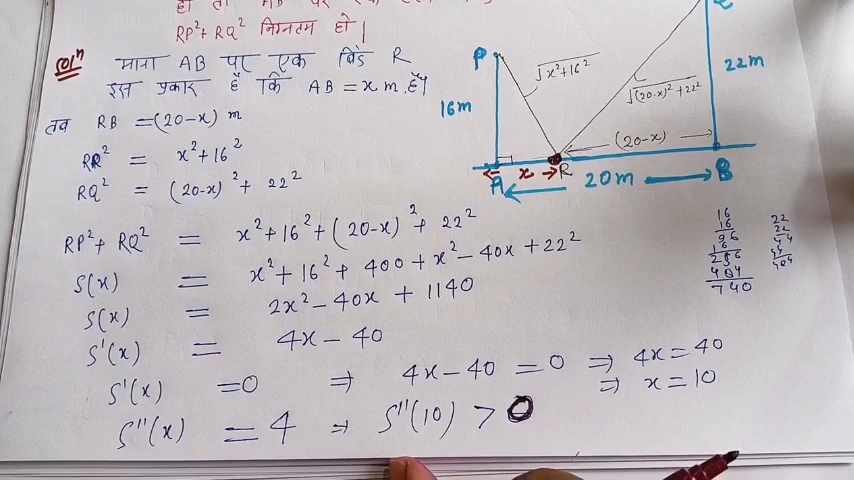 RP²+RQ² निम्नतम हो।
solⁿ माना AB पर एक बिंदु R
इस प्रकार है कि AB = x m है।
तब RB = (20-x) m
RR² = x²+16²
RQ² = (20-x)² + 22²
RP²+RQ² = x²+16²+(20-x)²+22²
S(x) = x²+16²+400+x²-40x+22²
S(x) = 2x²-40x+1140
S'(x) = 4x-40
S'(x) =0 ⇒ 4x-40 = 0 ⇒ 4x=40
⇒ x=10
S''(x) = 4 ⇒ S''(10) > 0
P
√x²+16²
√(20-x)²+22²
22m
16m
(20-x)
x
R
A
20m
B
16
16
96
16
256
484
740
22
22
44
44
484